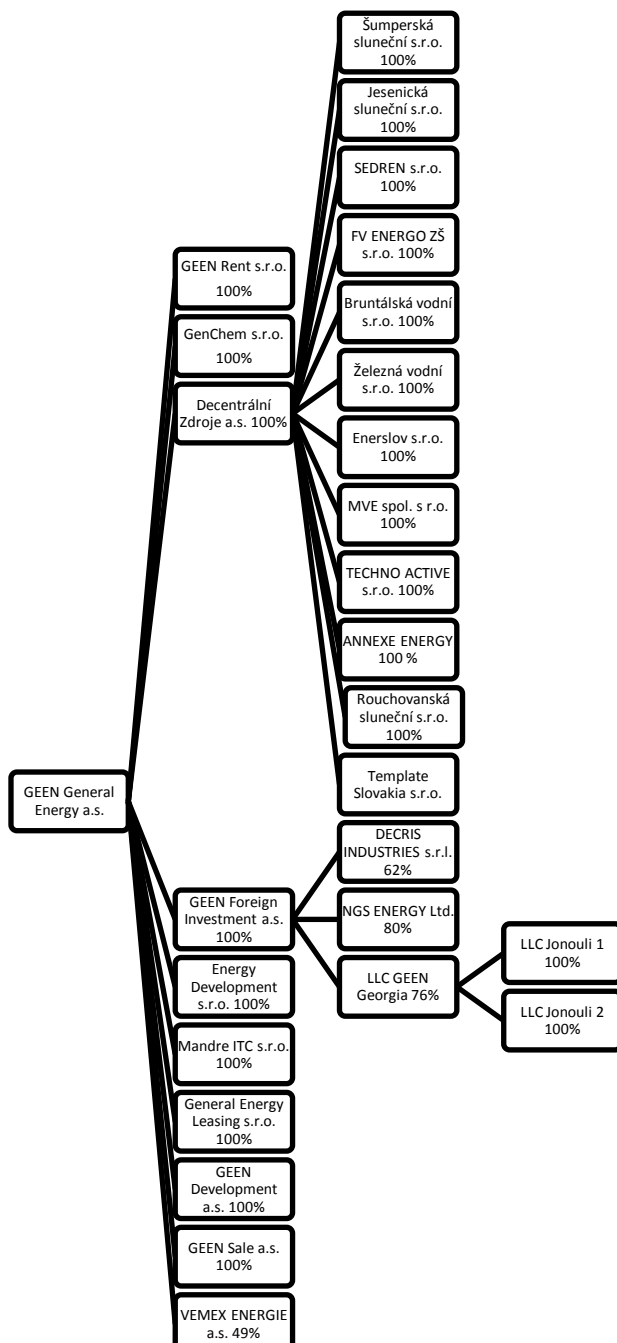 GEEN General
Energy a.s.
GEEN Rent s.r.o.
100%
GenChem s.r.o.
100%
Decentrální
Zdroje a.s. 100%
Šumperská
sluneční s.r.o.
100%
Jesenická
sluneční s.r.o.
100%
SEDREN s.r.o.
100%
FV ENERGO ZŠ
s.r.o. 100%
Bruntálská vodní
s.r.o. 100%
Železná vodní
s.r.o. 100%
Enerslov s.r.o.
100%
MVE spol. s r.o.
100%
TECHNO ACTIVE
s.r.o. 100%
ANNEXE ENERGY
100 %
Rouchovanská
sluneční s.r.o.
100%
Template
Slovakia s.r.o.
GEEN Foreign
Investment a.s.
100%
DECRIS
INDUSTRIES s.r.l.
62%
NGS ENERGY Ltd.
80%
LLC GEEN
Georgia 76%
LLC Jonouli 1
100%
LLC Jonouli 2
100%
Energy
Development
s.r.o. 100%
Mandre ITC s.r.o.
100%
General Energy
Leasing s.r.o.
100%
GEEN
Development
a.s. 100%
GEEN Sale a.s.
100%
VEMEX ENERGIE
a.s. 49%